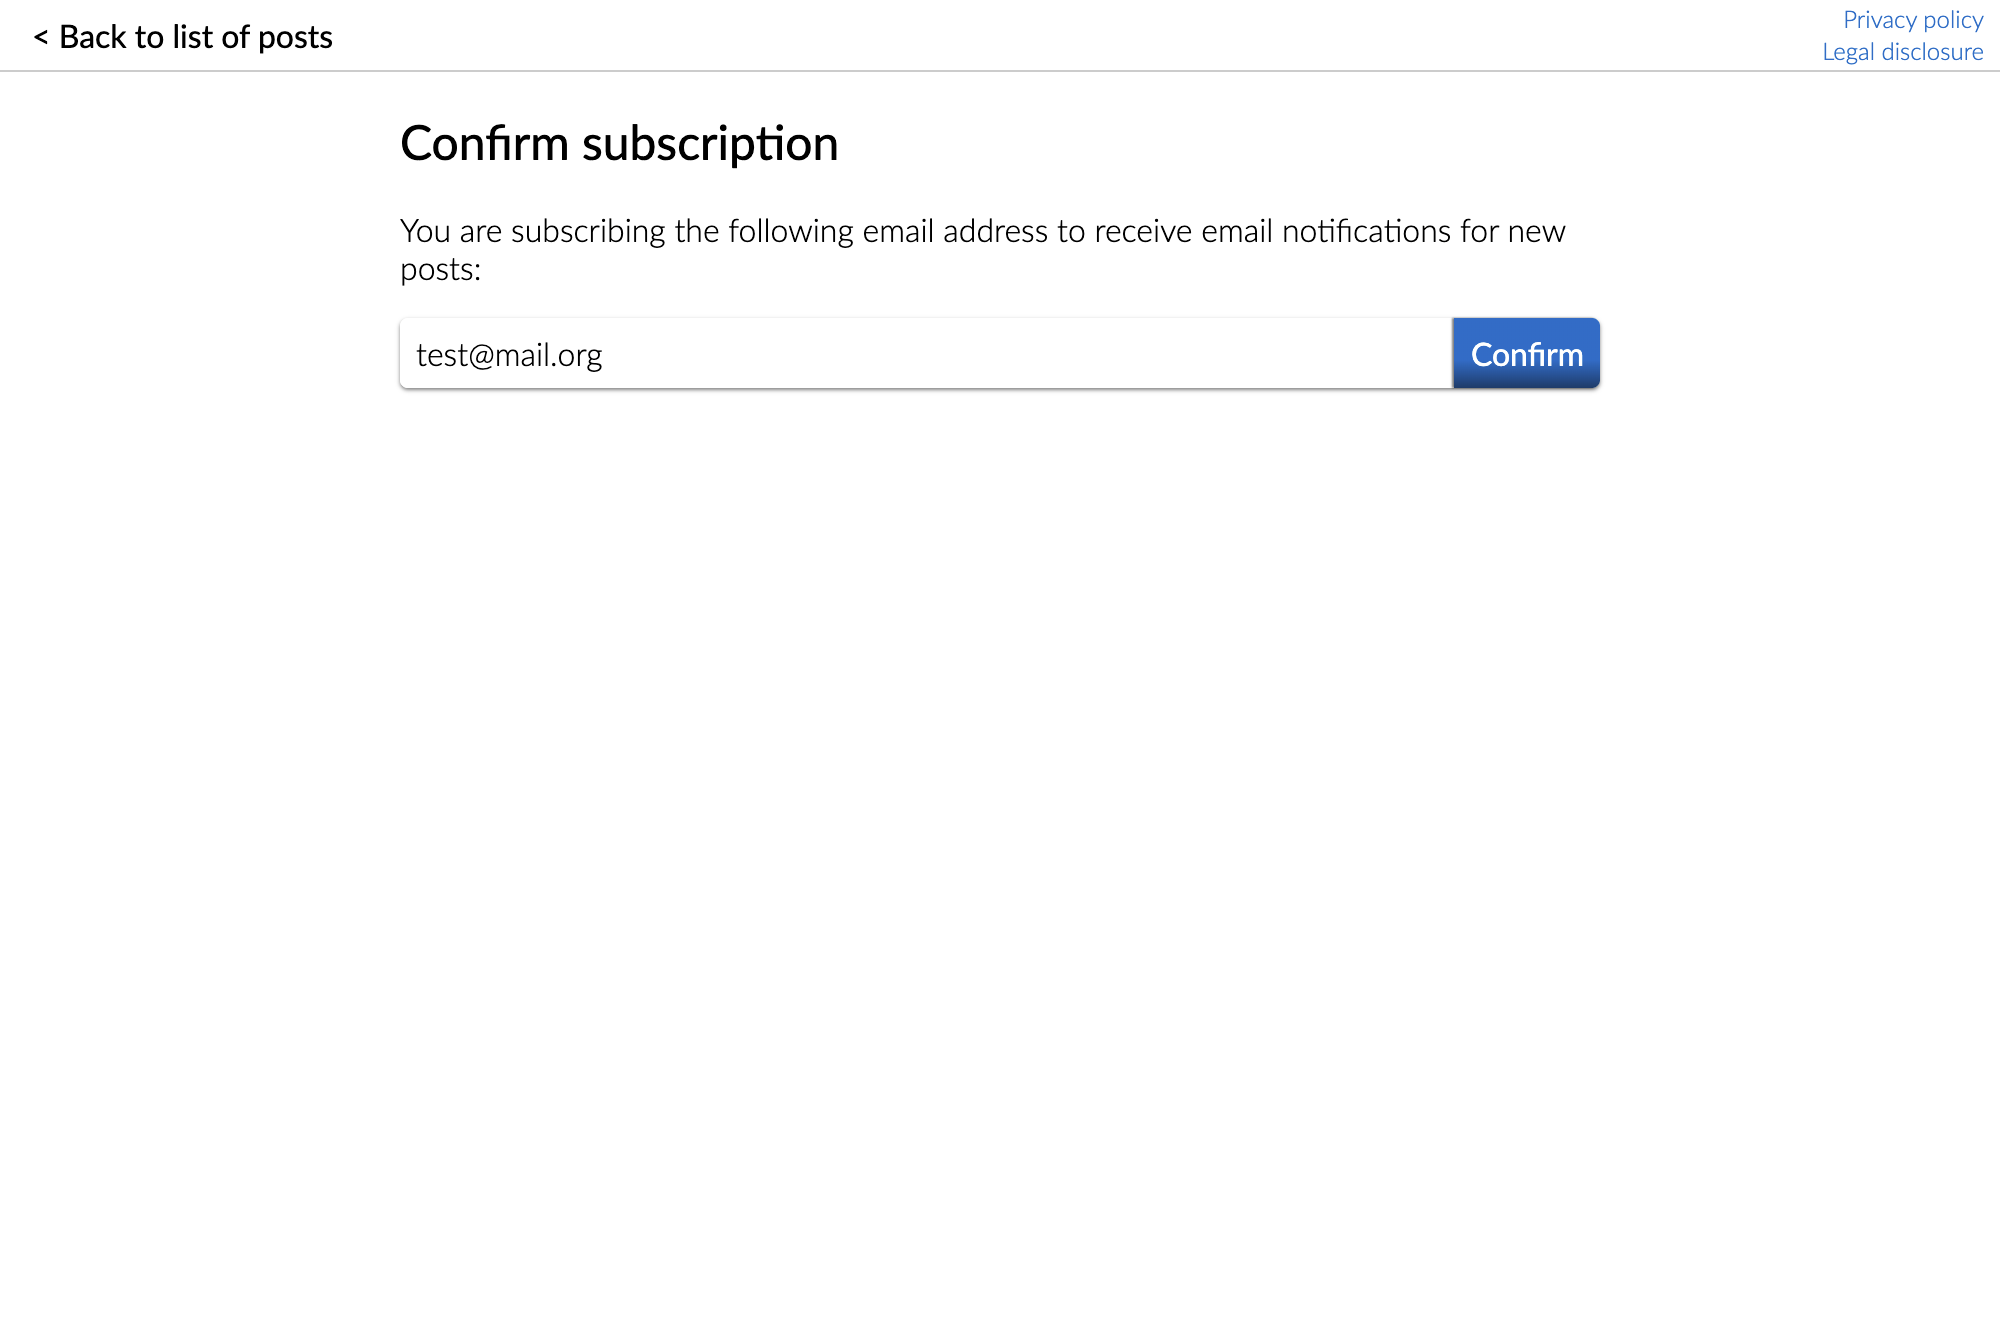 < Back to list of posts
Privacy policy
Legal disclosure
Confirm subscription
You are subscribing the following email address to receive email notifications for new
posts:
test@mail.org
Confirm